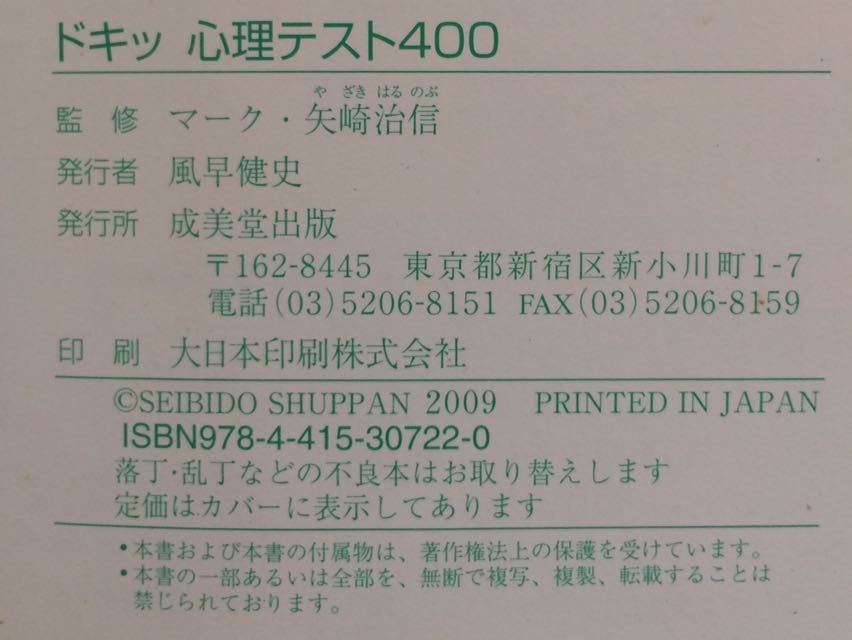 ドキッ 心理テスト400
や ざき はる のぶ
監 修 マーク・矢崎治信
発行者 風早健史
発行所 成美堂出版
〒162-8445 東京都新宿区新小川町1-7
電話(03)5206-8151 FAX(03)5206-8159
印 刷 大日本印刷株式会社
©SEIBIDO SHUPPAN 2009 PRINTED IN JAPAN
ISBN978-4-415-30722-0
落丁・乱丁などの不良本はお取り替えします
定価はカバーに表示してあります
•本書および本書の付属物は、著作権法上の保護を受けています。
•本書の一部あるいは全部を、無断で複写、複製、転載することは
禁じられております。